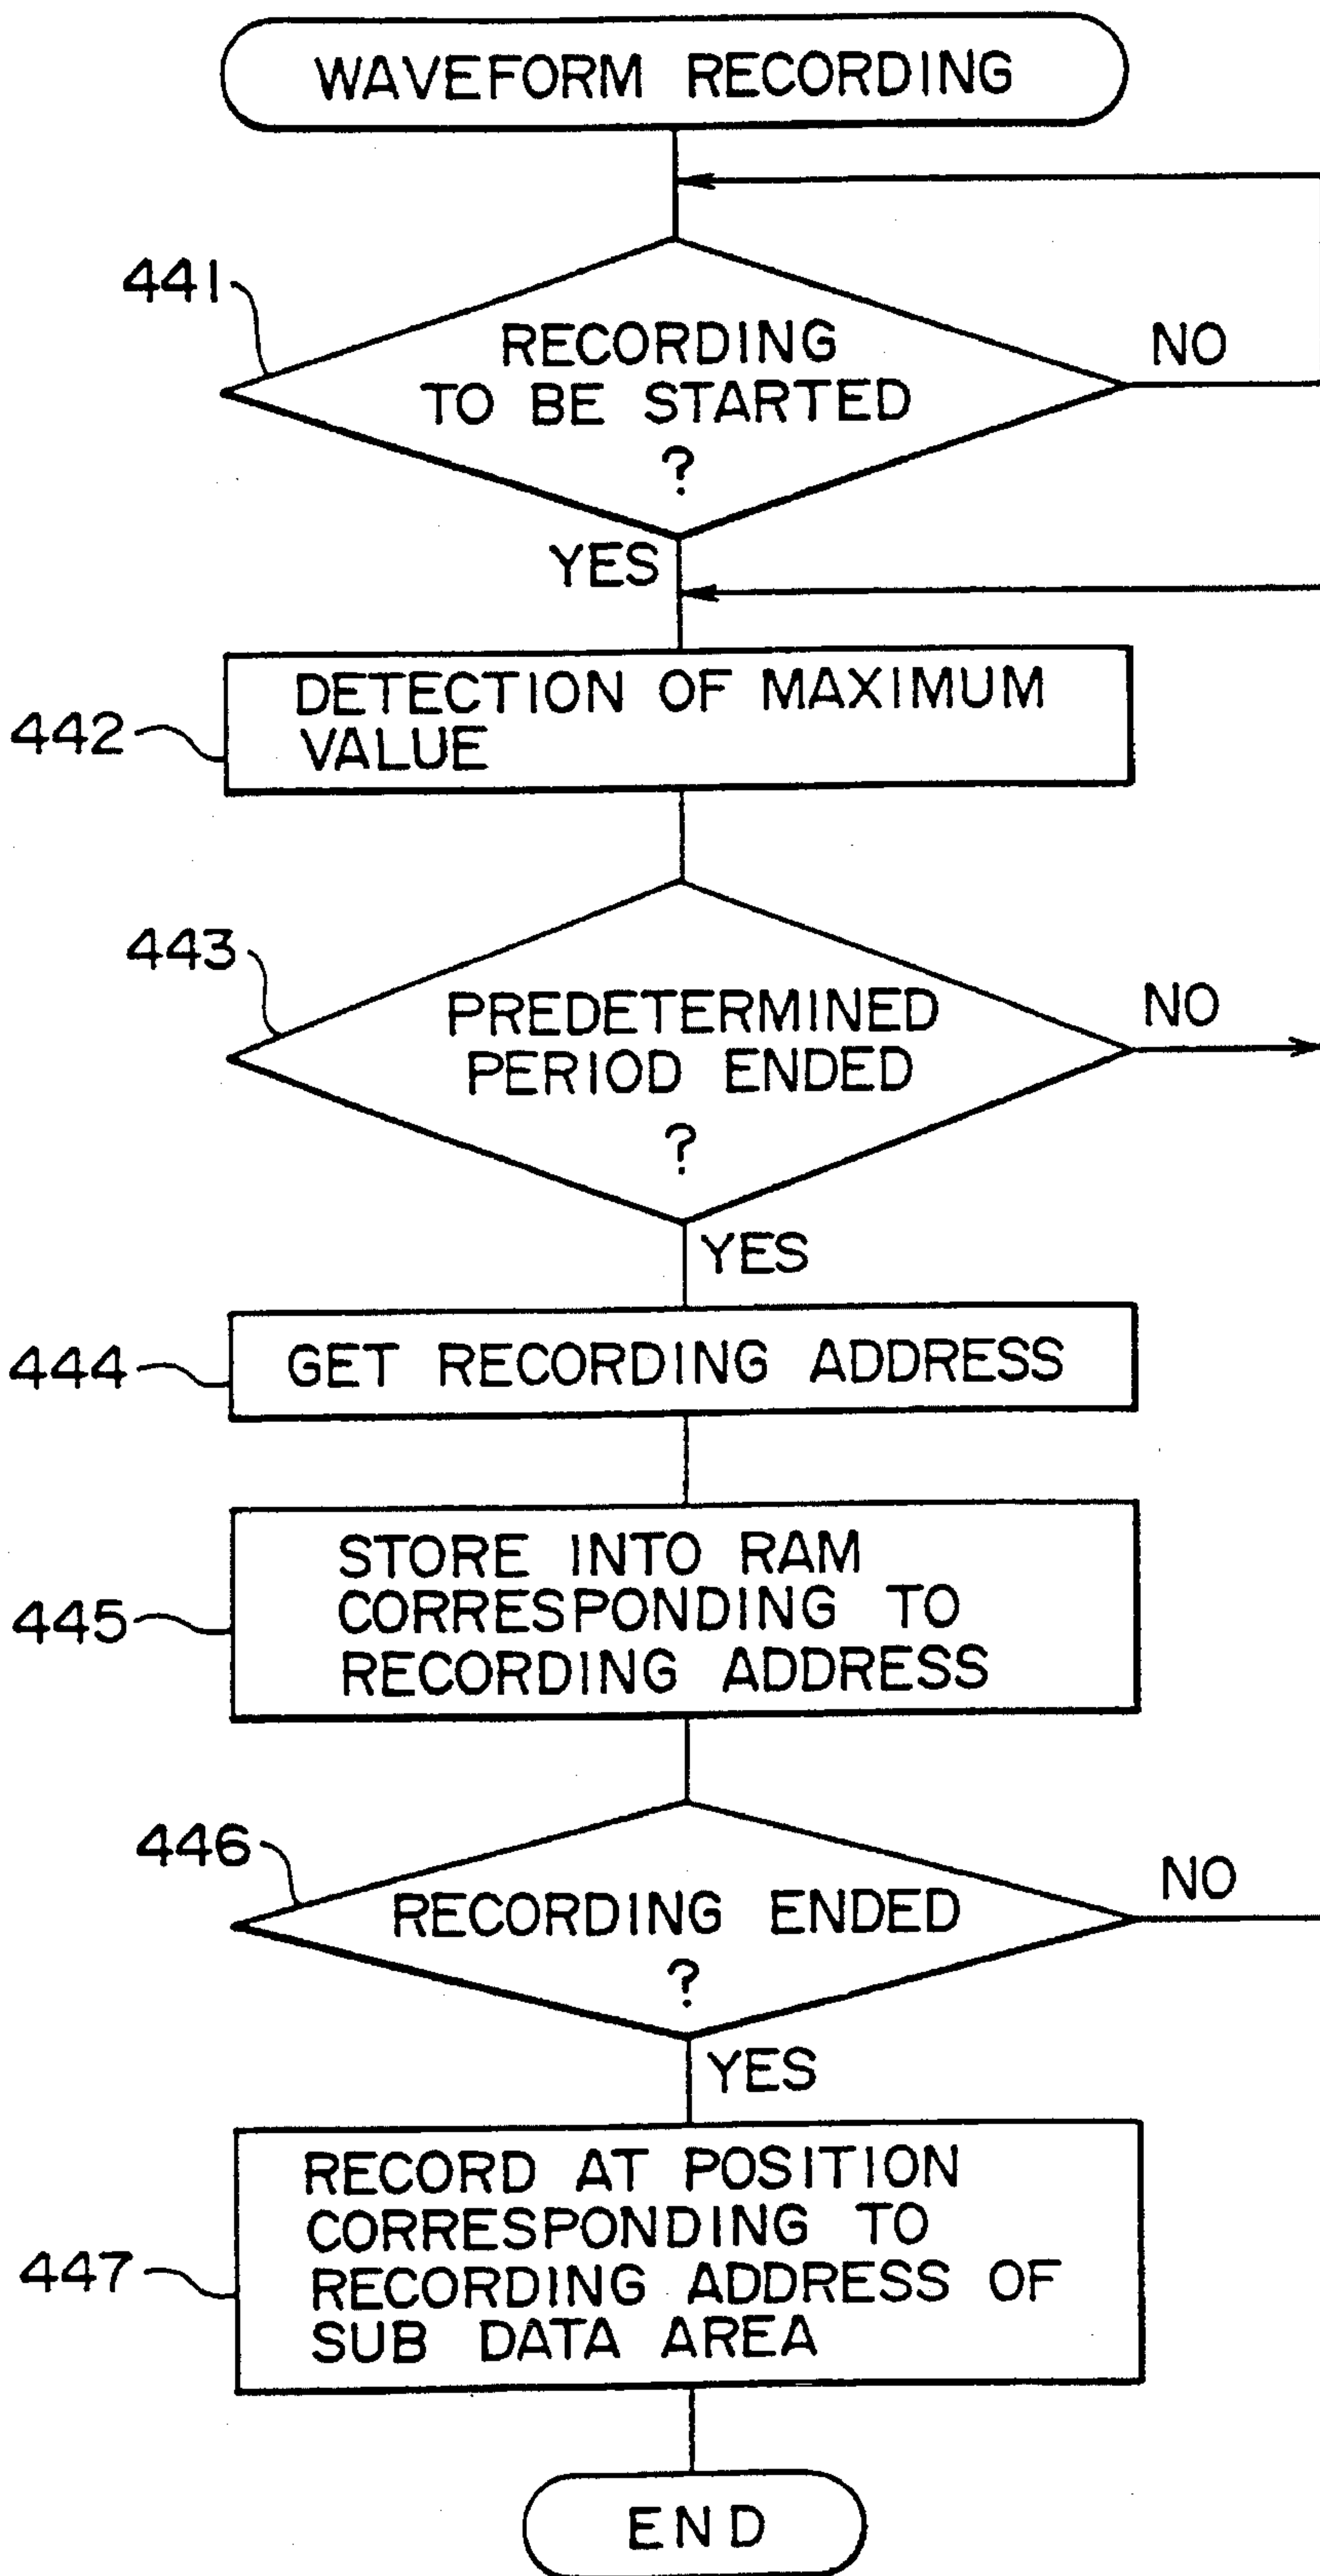 WAVEFORM RECORDING
441
RECORDING
TO BE STARTED
?
NO
YES
442
DETECTION OF MAXIMUM
VALUE
443
PREDETERMINED
PERIOD ENDED
?
NO
YES
444
GET RECORDING ADDRESS
445
STORE INTO RAM
CORRESPONDING TO
RECORDING ADDRESS
446
RECORDING ENDED
?
NO
YES
447
RECORD AT POSITION
CORRESPONDING TO
RECORDING ADDRESS OF
SUB DATA AREA
END